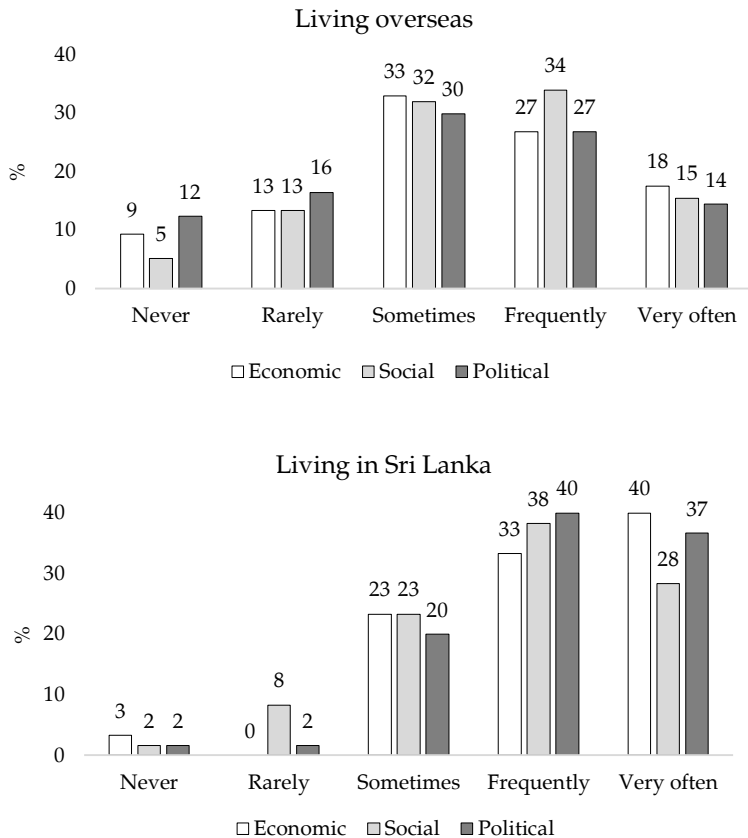 Living overseas
40
30
20
10
0
%
9 5 12
13 13 16
33 32 30
27 34 27
18 15 14
Never Rarely Sometimes Frequently Very often
Economic Social Political
Living in Sri Lanka
40
30
20
10
0
%
3 2 2
0 8 2
23 23 20
33 38 40
40 28 37
Never Rarely Sometimes Frequently Very often
Economic Social Political